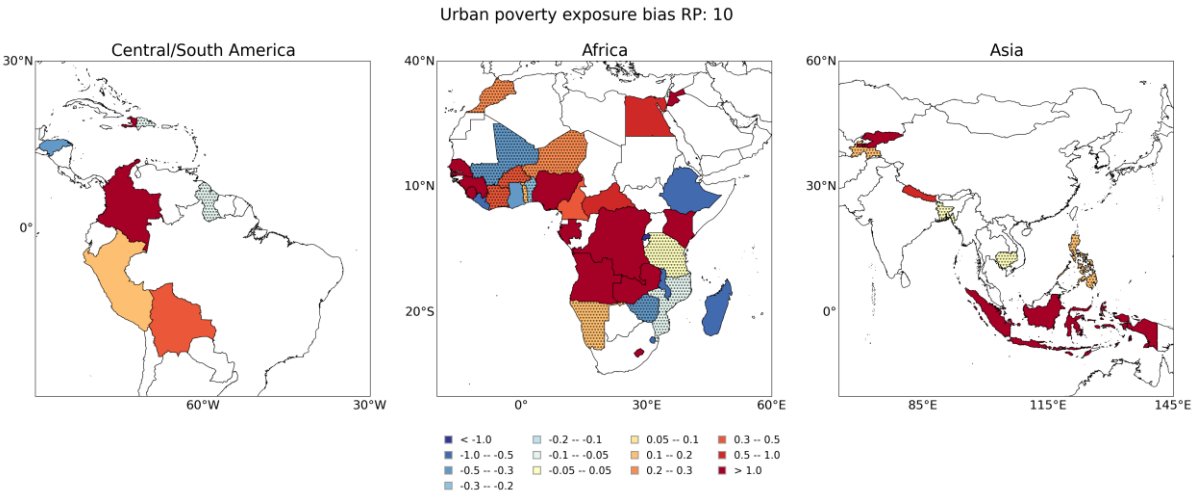 Urban poverty exposure bias RP: 10
Central/South America
Africa
Asia
30°N
0°
60°W
30°W
40°N
10°N
20°S
0°
30°E
60°E
60°N
30°N
0°
85°E
115°E
145°E
< -1.0
-1.0 -- -0.5
-0.5 -- -0.3
-0.3 -- -0.2
-0.2 -- -0.1
-0.1 -- -0.05
-0.05 -- 0.05
0.05 -- 0.1
0.1 -- 0.2
0.2 -- 0.3
0.3 -- 0.5
0.5 -- 1.0
> 1.0